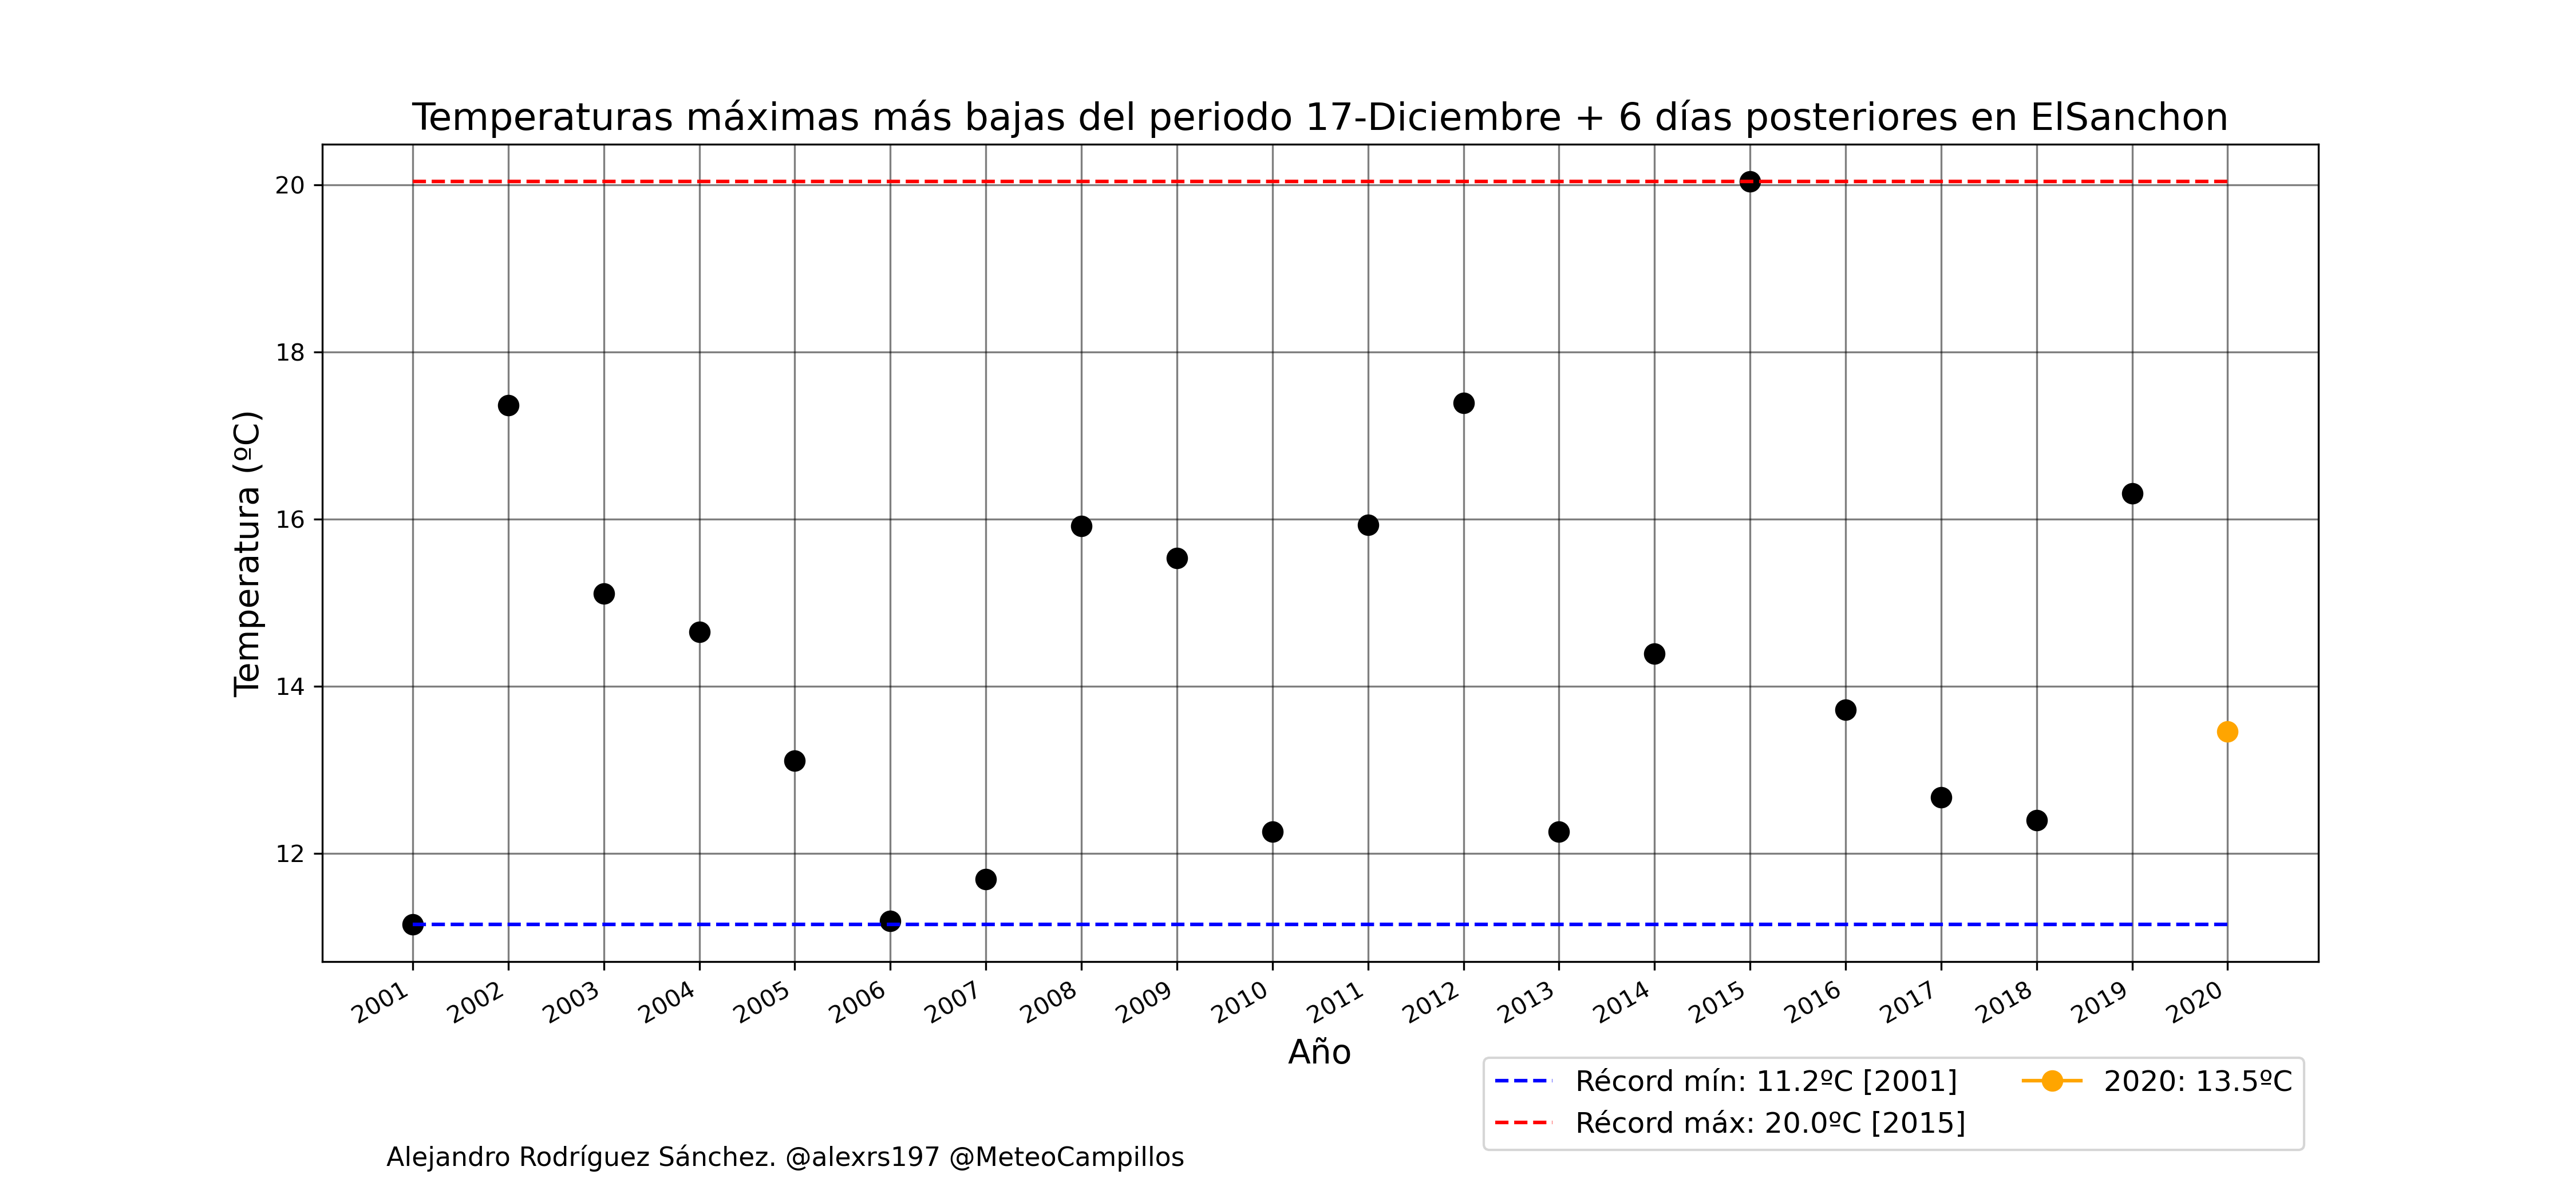 Temperaturas máximas más bajas del periodo 17-Diciembre + 6 días posteriores en ElSanchon
Temperatura (ºC)
20
18
16
14
12
2001 2002 2003 2004 2005 2006 2007 2008 2009 2010 2011 2012 2013 2014 2015 2016 2017 2018 2019 2020
Año
Récord mín: 11.2ºC [2001]
Récord máx: 20.0ºC [2015]
2020: 13.5ºC
Alejandro Rodríguez Sánchez. @alexrs197 @MeteoCampillos